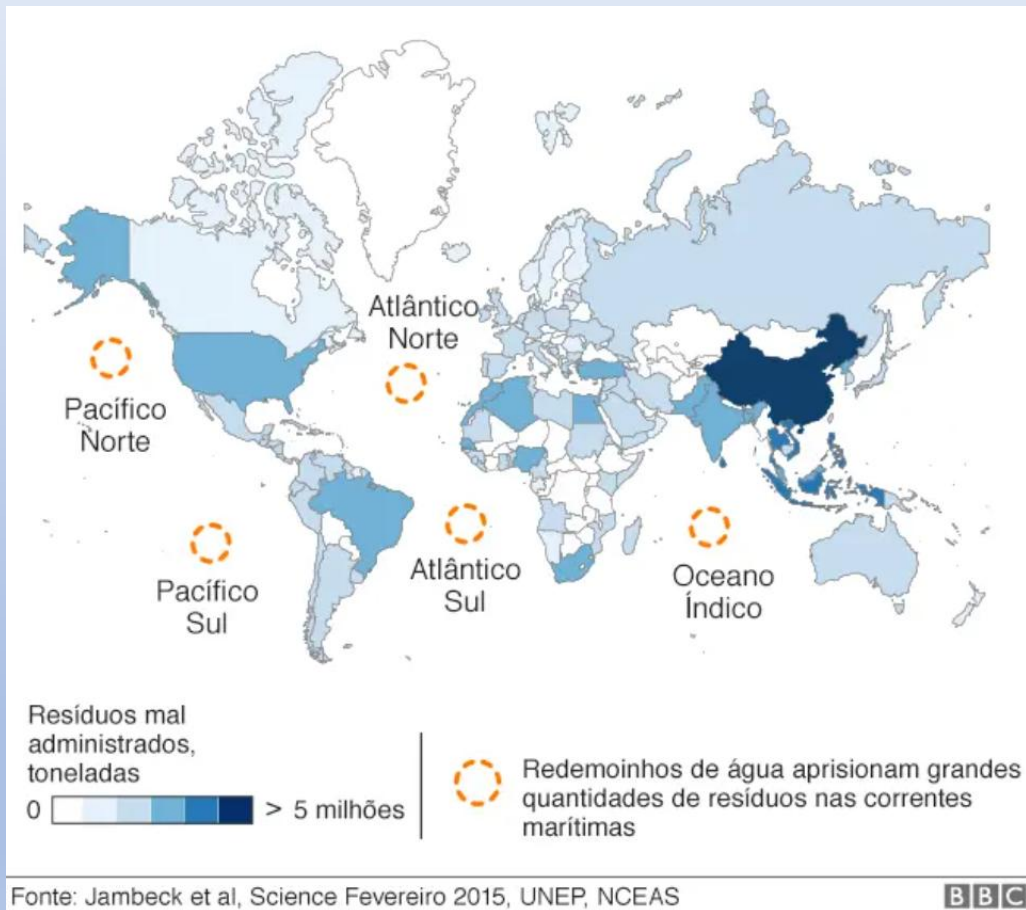 Atlântico
Norte
Pacífico
Norte
Atlântico
Sul
Oceano
Índico
Pacífico
Sul
Resíduos mal
administrados,
toneladas
0
> 5 milhões
Redemoinhos de água aprisionam grandes
quantidades de resíduos nas correntes
marítimas
Fonte: Jambeck et al, Science Fevereiro 2015, UNEP, NCEAS
BBC